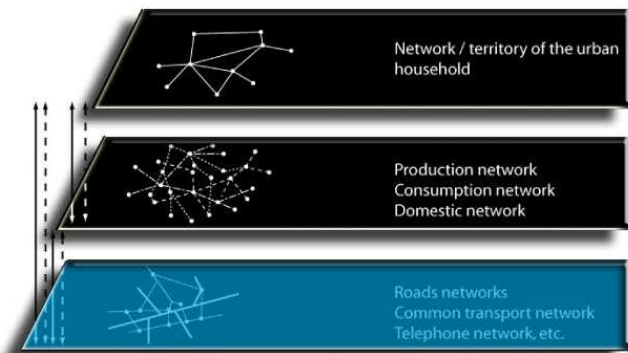 Network / territory of the urban
household
Production network
Consumption network
Domestic network
Roads networks
Common transport network
Telephone network, etc.